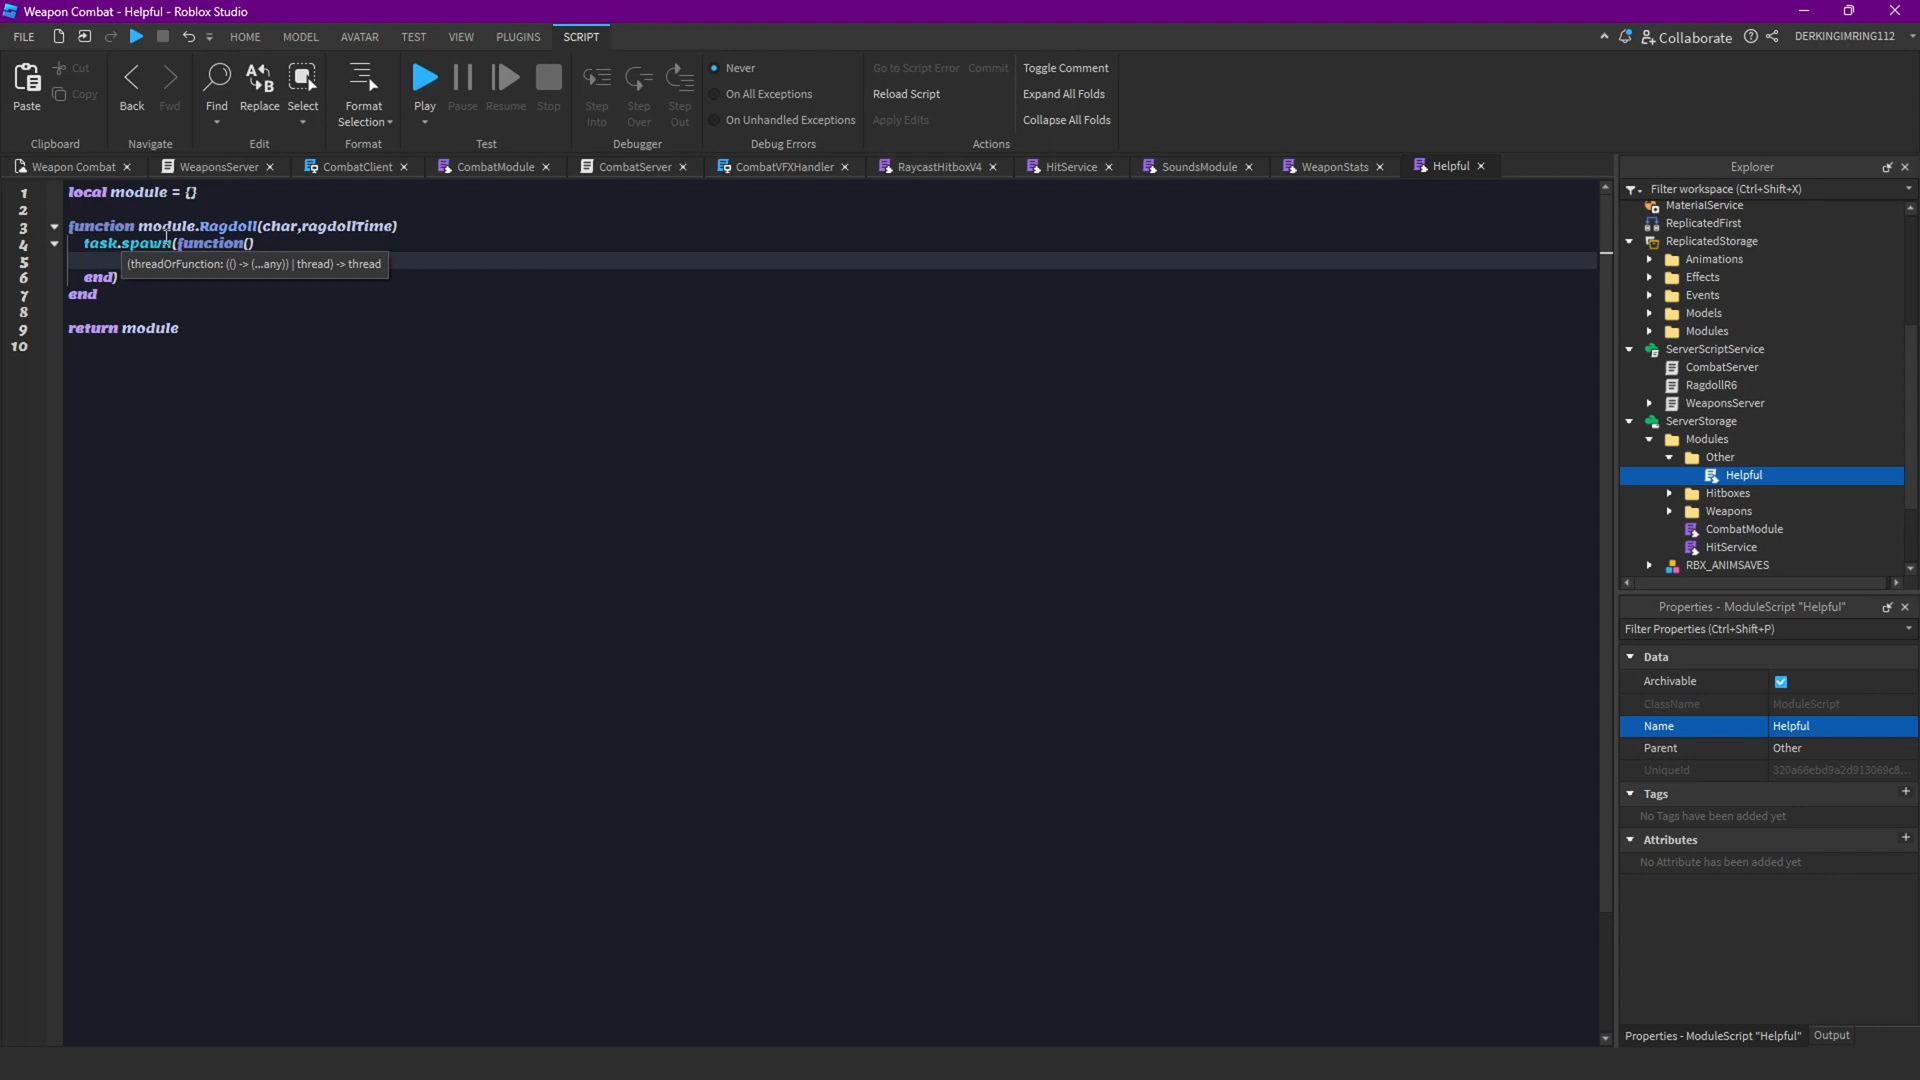 Weapon Combat - Helpful - Roblox Studio
FILE HOME MODEL AVATAR TEST VIEW PLUGINS SCRIPT Collaborate DERKINGIMRING112
Paste Cut Copy Back Fwd Find Replace Select Format Selection Play Pause Resume Stop Step Into Step Over Step Out
Never
On All Exceptions
On Unhandled Exceptions
Go to Script Error Commit
Reload Script
Apply Edits
Toggle Comment
Expand All Folds
Collapse All Folds
Clipboard Navigate Edit Format Test Debugger Debug Errors Actions
Weapon Combat WeaponsServer CombatClient CombatModule CombatServer CombatVFXHandler RaycastHitboxV4 HitService SoundsModule WeaponStats Helpful
1 local module = {}
2
3 function module.Ragdoll(char,ragdollTime)
4 task.spawn(function()
5 (threadOrFunction: (() -> (...any)) | thread) -> thread
6 end)
7 end
8
9 return module
10
Explorer
Filter workspace (Ctrl+Shift+X)
MaterialService
ReplicatedFirst
ReplicatedStorage
Animations
Effects
Events
Models
Modules
ServerScriptService
CombatServer
RagdollR6
WeaponsServer
ServerStorage
Modules
Other
Helpful
Hitboxes
Weapons
CombatModule
HitService
RBX_ANIMSAVES
Properties - ModuleScript "Helpful"
Filter Properties (Ctrl+Shift+P)
Data
Archivable
ClassName ModuleScript
Name Helpful
Parent Other
UniqueId 320a66ebd9a2d913069c8...
Tags
No Tags have been added yet
Attributes
No Attribute has been added yet
Properties - ModuleScript "Helpful" Output